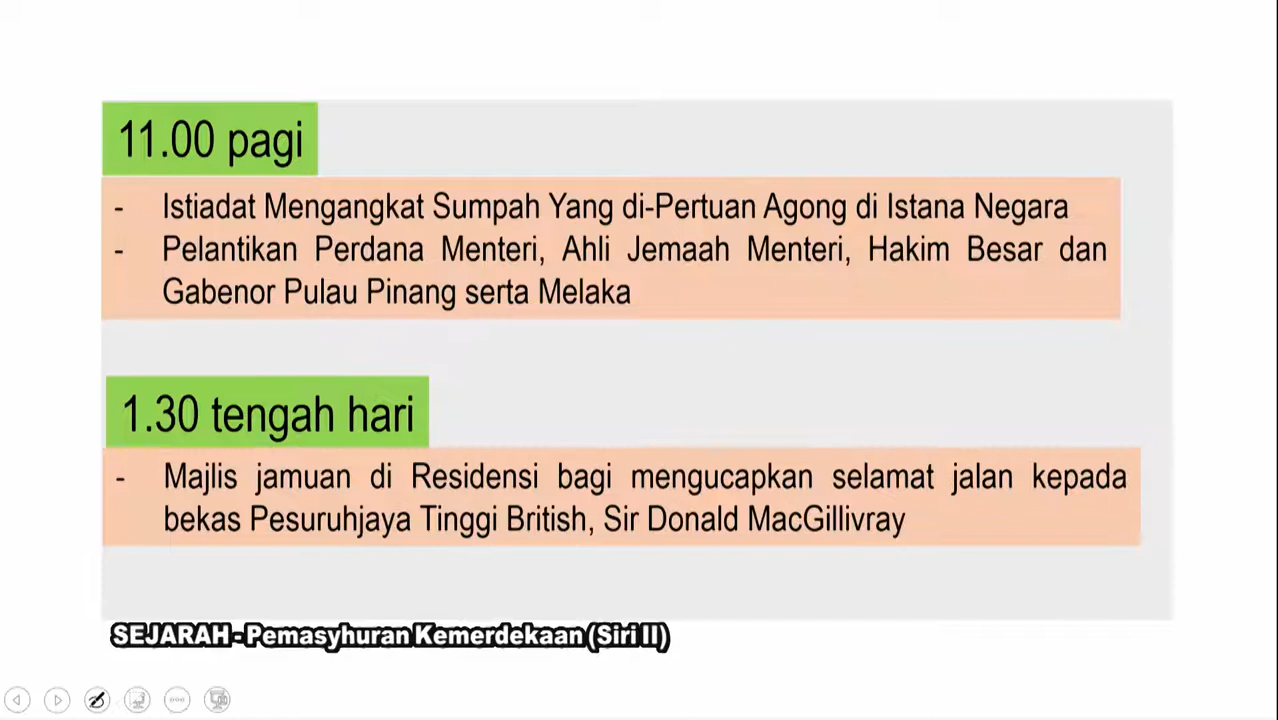 11.00 pagi
- Istiadat Mengangkat Sumpah Yang di-Pertuan Agong di Istana Negara
- Pelantikan Perdana Menteri, Ahli Jemaah Menteri, Hakim Besar dan
Gabenor Pulau Pinang serta Melaka
1.30 tengah hari
- Majlis jamuan di Residensi bagi mengucapkan selamat jalan kepada
bekas Pesuruhjaya Tinggi British, Sir Donald MacGillivray
SEJARAH - Pemasyhuran Kemerdekaan (Siri II)